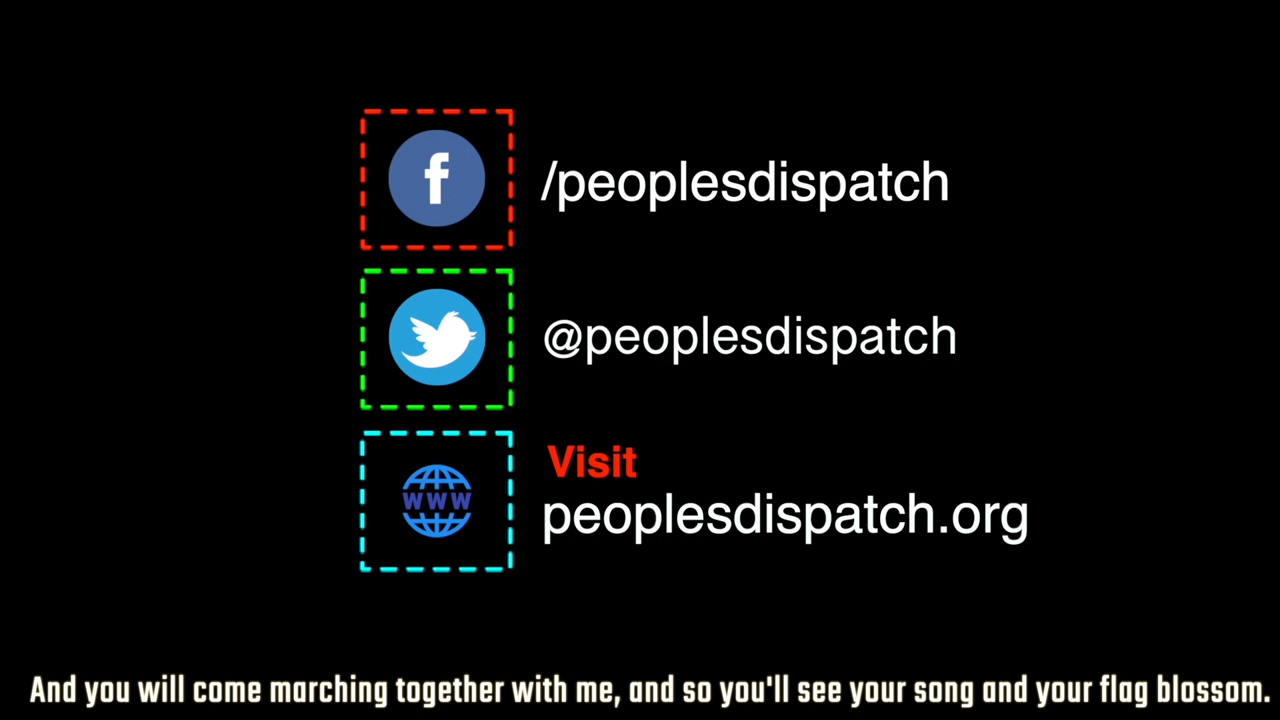 f
/peoplesdispatch
@peoplesdispatch
Visit
WWW
peoplesdispatch.org
And you will come marching together with me, and so you'll see your song and your flag blossom.